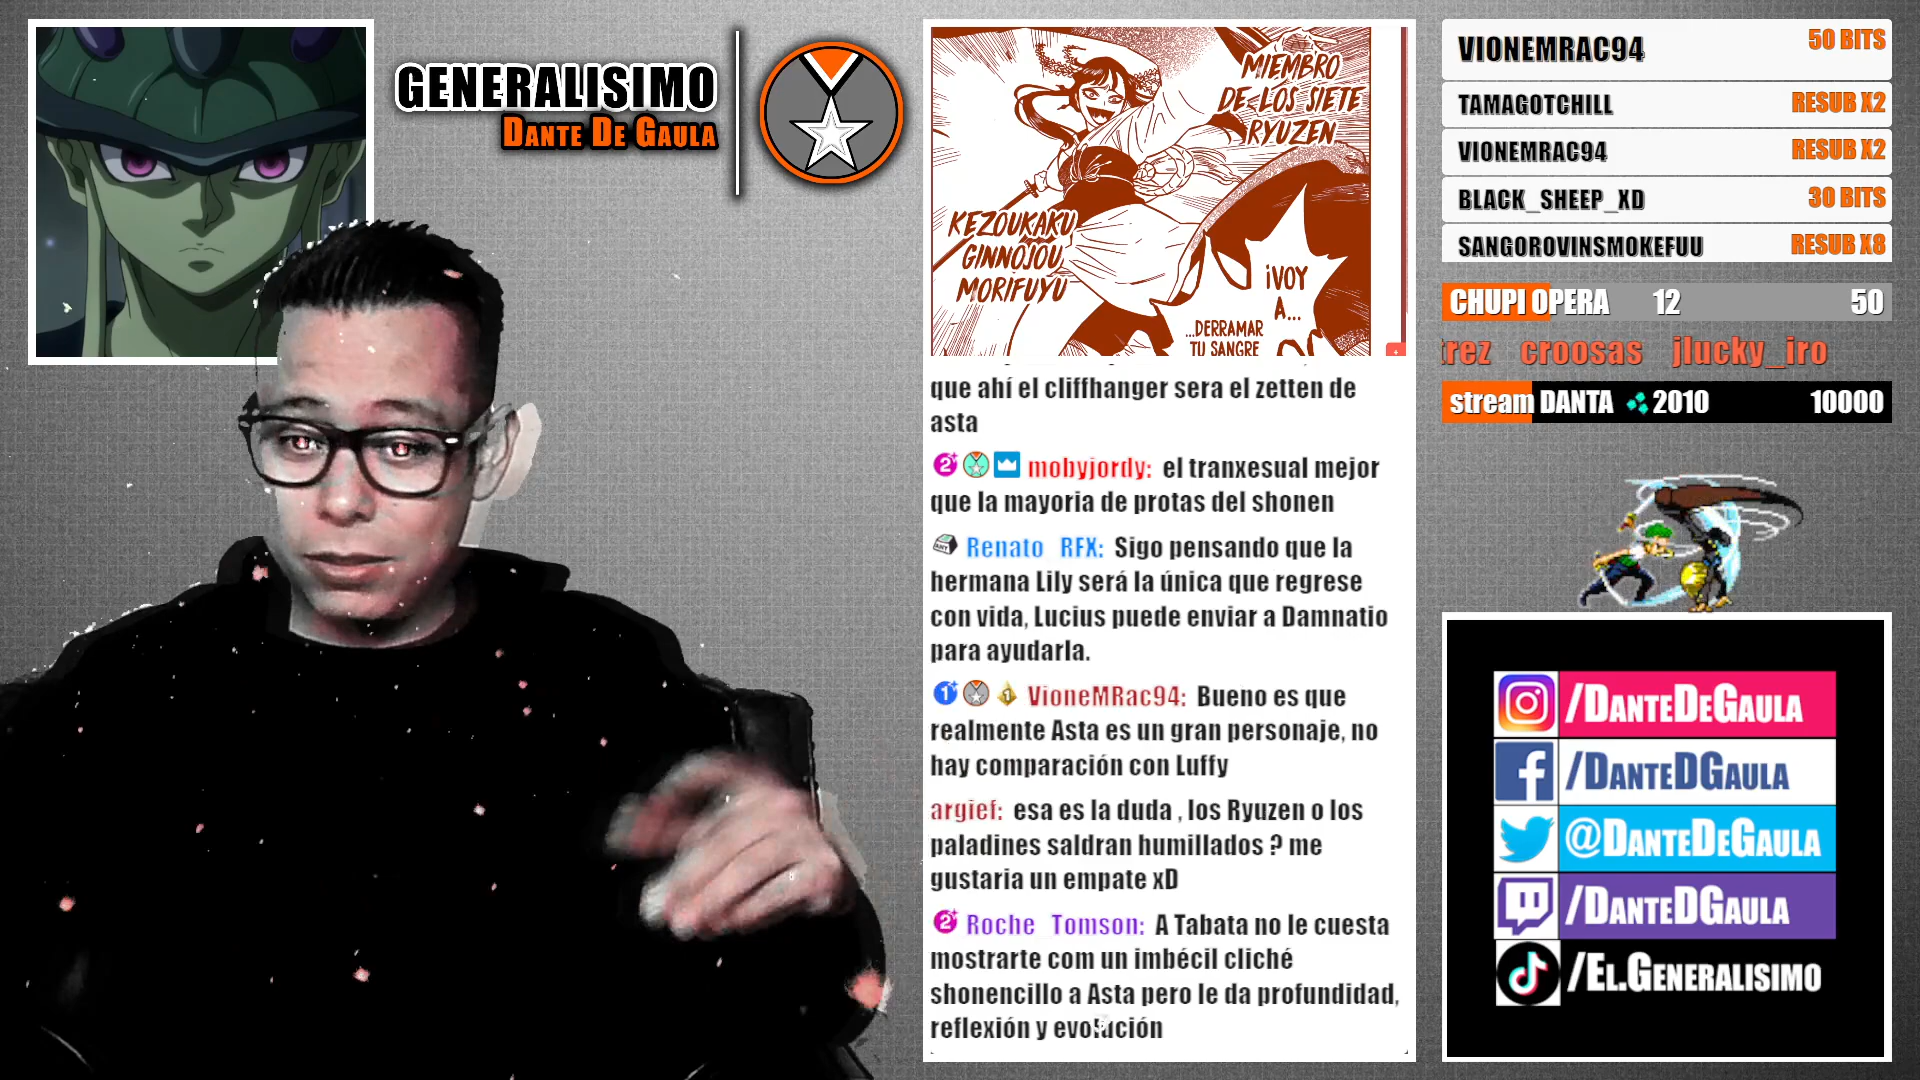 GENERALISIMO
DANTE DE GAULA
MIEMBRO
DE LOS SIETE
RYUZEN
KEZOUKAKU
GINNOJOU
MORIFUYU
¡VOY
A...
...DERRAMAR
TU SANGRE
que ahí el cliffhanger sera el zetten de
asta
mobyjordy: el tranxesual mejor
que la mayoria de protas del shonen
Renato RFX: Sigo pensando que la
hermana Lily será la única que regrese
con vida, Lucius puede enviar a Damnatio
para ayudarla.
VioneMRac94: Bueno es que
realmente Asta es un gran personaje, no
hay comparación con Luffy
argief: esa es la duda , los Ryuzen o los
paladines saldran humillados ? me
gustaria un empate xD
Roche Tomson: A Tabata no le cuesta
mostrarte com un imbécil cliché
shonencillo a Asta pero le da profundidad,
reflexión y evolución
VIONEMRAC94 50 BITS
TAMAGOTCHILL RESUB X2
VIONEMRAC94 RESUB X2
BLACK_SHEEP_XD 30 BITS
SANGOROVINSMOKEFUU RESUB X8
CHUPI OPERA 12 50
rez croosas jlucky_iro
stream DANTA 2010 10000
/DANTEDEGAULA
/DANTEDGAULA
@DANTEDEGAULA
/DANTEDGAULA
/EL.GENERALISIMO